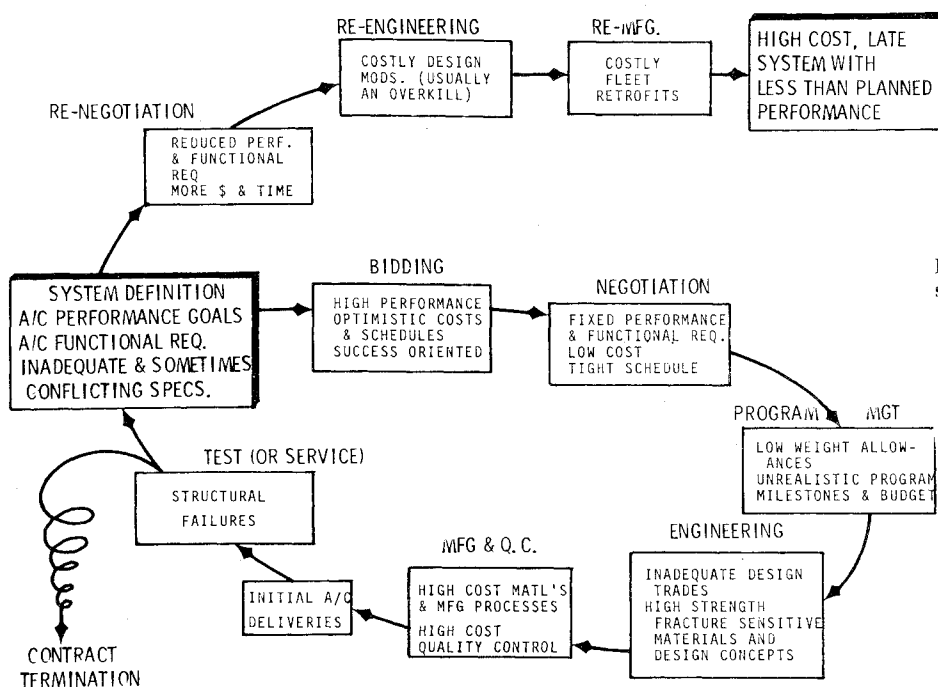 RE-ENGINEERING
COSTLY DESIGN
MODS. (USUALLY
AN OVERKILL)
RE-MFG.
COSTLY
FLEET
RETROFITS
HIGH COST, LATE
SYSTEM WITH
LESS THAN PLANNED
PERFORMANCE
RE-NEGOTIATION
REDUCED PERF.
& FUNCTIONAL
REQ
MORE $ & TIME
SYSTEM DEFINITION
A/C PERFORMANCE GOALS
A/C FUNCTIONAL REQ.
INADEQUATE & SOMETIMES
CONFLICTING SPECS.
BIDDING
HIGH PERFORMANCE
OPTIMISTIC COSTS
& SCHEDULES
SUCCESS ORIENTED
NEGOTIATION
FIXED PERFORMANCE
& FUNCTIONAL REQ.
LOW COST
TIGHT SCHEDULE
PROGRAM MGT
LOW WEIGHT ALLOW-
ANCES
UNREALISTIC PROGRAM
MILESTONES & BUDGET
ENGINEERING
INADEQUATE DESIGN
TRADES
HIGH STRENGTH
FRACTURE SENSITIVE
MATERIALS AND
DESIGN CONCEPTS
MFG & Q.C.
HIGH COST MATL'S
& MFG PROCESSES
HIGH COST
QUALITY CONTROL
INITIAL A/C
DELIVERIES
TEST (OR SERVICE)
STRUCTURAL
FAILURES
CONTRACT
TERMINATION